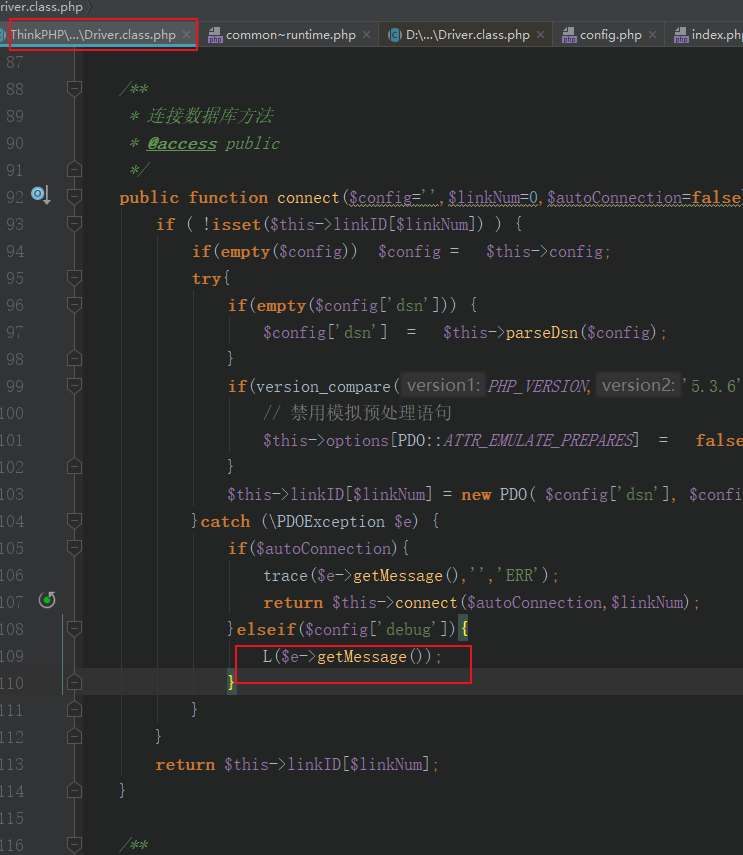 river.class.php
ThinkPHP\...\Driver.class.php × common~runtime.php × D:\...\Driver.class.php × config.php × index.php
87
88 /**
89 * 连接数据库方法
90 * @access public
91 */
92 public function connect($config='',$linkNum=0,$autoConnection=false)
93 if ( !isset($this->linkID[$linkNum]) ) {
94 if(empty($config)) $config = $this->config;
95 try{
96 if(empty($config['dsn'])) {
97 $config['dsn'] = $this->parseDsn($config);
98 }
99 if(version_compare( version1: PHP_VERSION, version2: '5.3.6'
100 // 禁用模拟预处理语句
101 $this->options[PDO::ATTR_EMULATE_PREPARES] = false
102 }
103 $this->linkID[$linkNum] = new PDO( $config['dsn'], $confi
104 }catch (\PDOException $e) {
105 if($autoConnection){
106 trace($e->getMessage(),'','ERR');
107 return $this->connect($autoConnection,$linkNum);
108 }elseif($config['debug']){
109 L($e->getMessage());
110 }
111 }
112 }
113 return $this->linkID[$linkNum];
114 }
115
116 /**